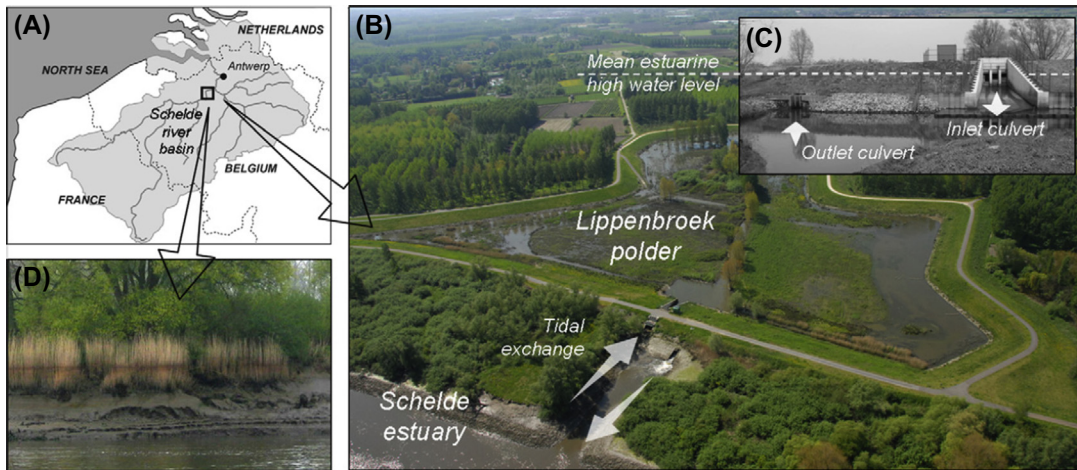 (A)
NETHERLANDS
NORTH SEA
Antwerp
Schelde
river
basin
BELGIUM
FRANCE
(B)
Mean estuarine
high water level
Lippenbroek
polder
Tidal
exchange
Schelde
estuary
(C)
Inlet culvert
Outlet culvert
(D)